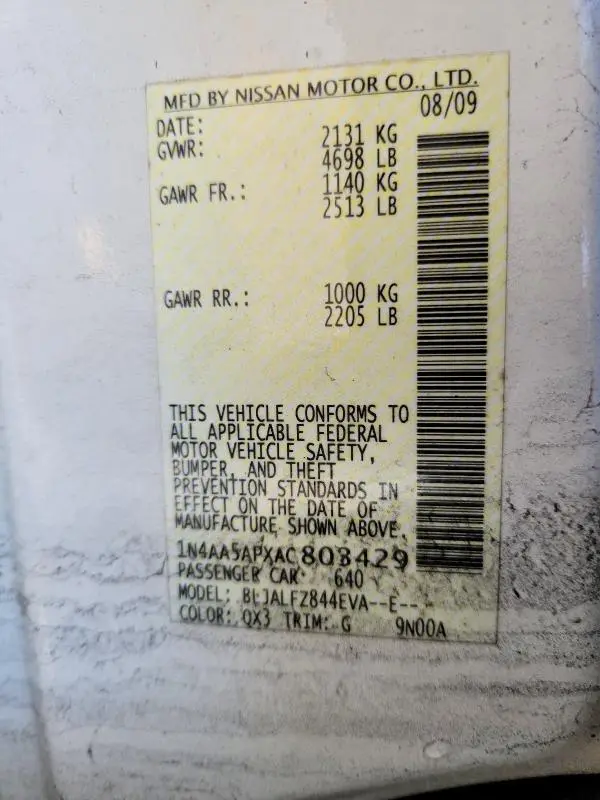 MFD BY NISSAN MOTOR CO., LTD.
DATE: 08/09
GVWR: 2131 KG
4698 LB
GAWR FR.: 1140 KG
2513 LB
GAWR RR.: 1000 KG
2205 LB
THIS VEHICLE CONFORMS TO
ALL APPLICABLE FEDERAL
MOTOR VEHICLE SAFETY,
BUMPER, AND THEFT
PREVENTION STANDARDS IN
EFFECT ON THE DATE OF
MANUFACTURE SHOWN ABOVE.
1N4AA5APXAC803429
PASSENGER CAR 640
MODEL: BLJALFZ844EVA--E--
COLOR: QX3 TRIM: G 9N00A